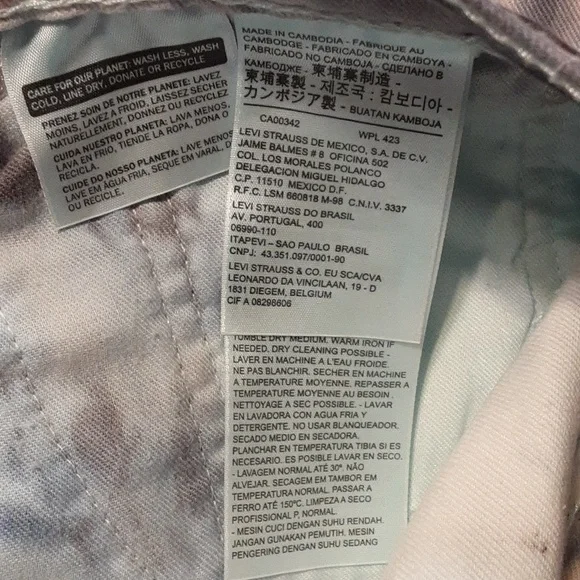 CARE FOR OUR PLANET: WASH LESS, WASH
COLD, LINE DRY, DONATE OR RECYCLE
PRENEZ SOIN DE NOTRE PLANETE: LAVEZ
MOINS, LAVEZ A FROID, LAISSEZ SECHER
NATURELLEMENT, DONNEZ OU RECYCLEZ
CUIDA NUESTRO PLANETA: LAVA MENOS
LAVA EN FRIO, TIENDE LA ROPA, DONA O
CUIDE DO NOSSO PLANETA: LAVE MENOS
LAVE EM ÁGUA FRIA, SEQUE EM VARAL, D
OU RECICLE.
MADE IN CAMBODIA - FABRIQUE AU
CAMBODGE - FABRICADO EN CAMBOYA -
FABRICADO NO CAMBOJA - СДЕЛАНО В
КАМБОДЖЕ - 東埔寨制造 -
柬埔寨製 - 제조국 : 캄보디아 -
カンボジア製 - BUATAN KAMBOJA
CA00342 WPL 423
LEVI STRAUSS DE MEXICO, SA. DE C.V.
JAIME BALMES # 8 OFICINA 502
COL. LOS MORALES POLANCO
DELEGACION MIGUEL HIDALGO
C.P. 11510 MEXICO D.F.
R.F.C. LSM 660818 M-98 C.N.I.V. 3337
LEVI STRAUSS DO BRASIL
AV. PORTUGAL, 400
06990-110
ITAPEVI – SAO PAULO BRASIL
CNPJ: 43.351.097/0001-90
LEVI STRAUSS & CO. EU SCA/CVA
LEONARDO DA VINCILAAN, 19 - D
1831 DIEGEM, BELGIUM
CIF A 08298606
TUMBLE DRY MEDIUM. WARM IRON IF
NEEDED. DRY CLEANING POSSIBLE -
LAVER EN MACHINE A L'EAU FROIDE.
NE PAS BLANCHIR. SECHER EN MACHINE
A TEMPERATURE MOYENNE. REPASSER A
TEMPERATURE MOYENNE AU BESOIN.
NETTOYAGE A SEC POSSIBLE. - LAVAR
EN LAVADORA CON AGUA FRIA Y
DETERGENTE. NO USAR BLANQUEADOR.
SECADO MEDIO EN SECADORA.
PLANCHAR EN TEMPERATURA TIBIA SI ES
NECESARIO. ES POSIBLE LAVAR EN SECO.
- LAVAGEM NORMAL ATÉ 30º. NÃO
ALVEJAR. SECAGEM EM TAMBOR EM
TEMPERATURA NORMAL. PASSAR A
FERRO ATÉ 150ºC. LIMPEZA A SECO
PROFISSIONAL P, NORMAL. - MESIN
CUCI DENGAN SUHU RENDAH.
JANGAN GUNAKAN PEMUTIH. MESIN
PENGERING DENGAN SUHU SEDANG